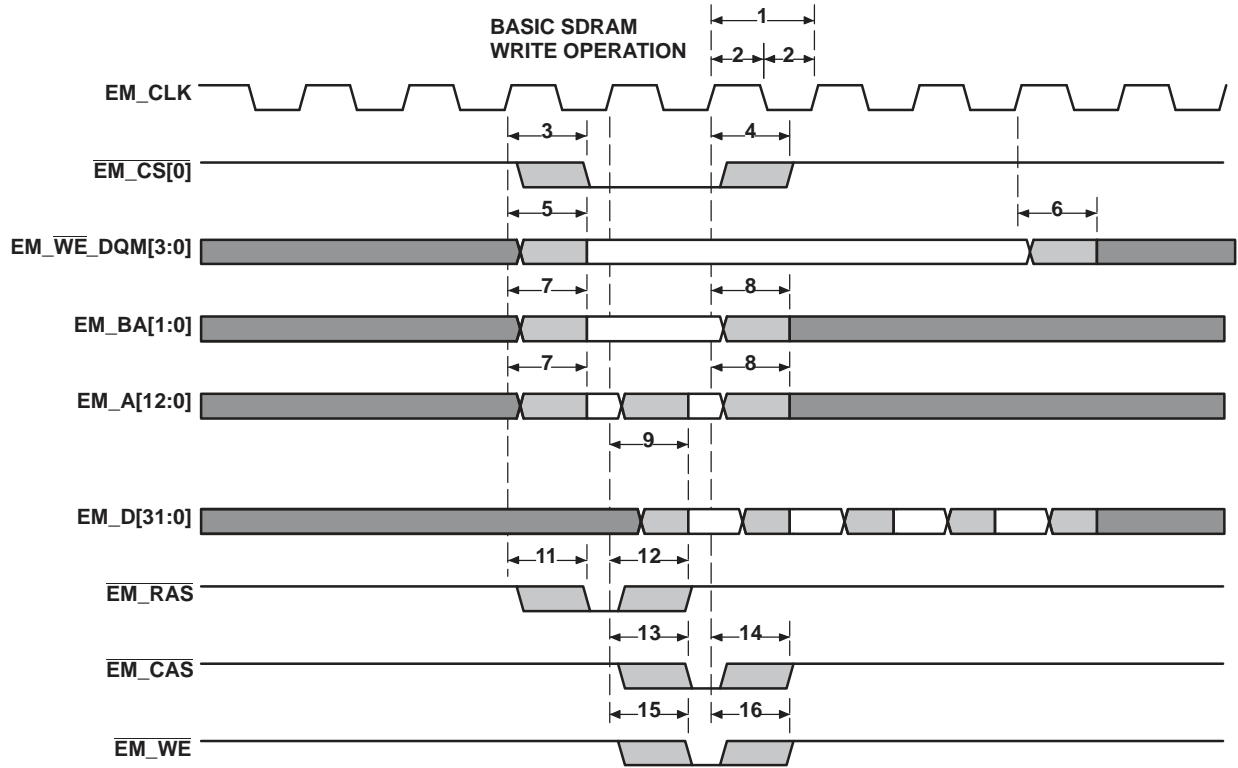 1
BASIC SDRAM
WRITE OPERATION
2 2
EM_CLK
3 4
EM_CS[0]
5 6
EM_WE_DQM[3:0]
7 8
EM_BA[1:0]
7 8
EM_A[12:0]
9
EM_D[31:0]
11 12
EM_RAS
13 14
EM_CAS
15 16
EM_WE